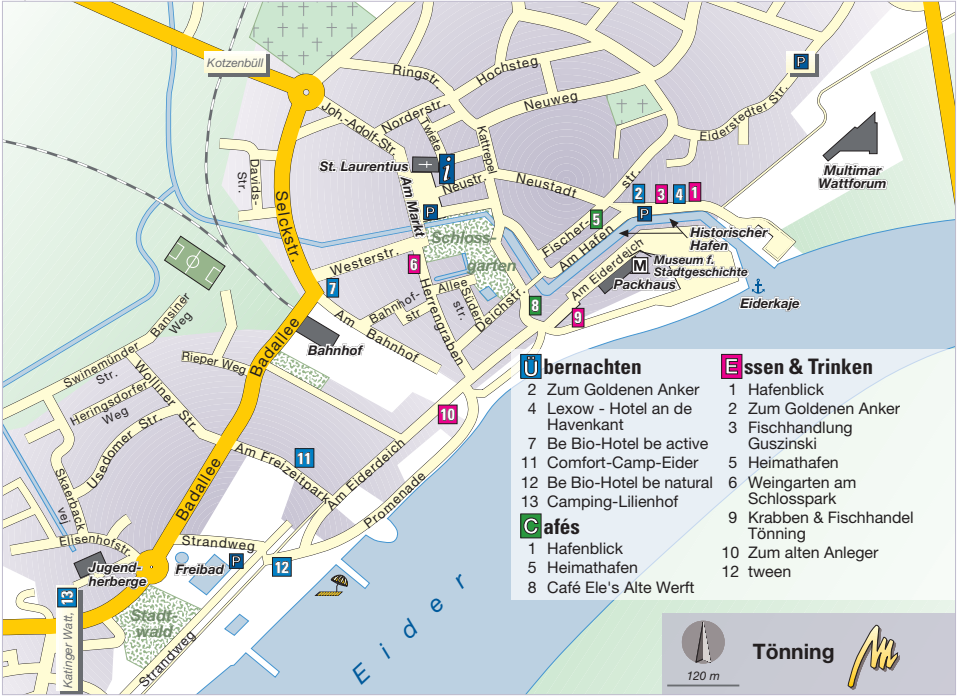 Kotzenbüll
Ringstr.
Hochsteg
Neuweg
Norderstr.
Joh.-Adolf-Str.
Twiete
Kattrepel
P
Eiderstedter Str.
Multimar
Wattforum
St. Laurentius
i
Am Markt
Neustr.
Neustadt
Davids-
Str.
Selckstr.
P
Fischer-
str.
5
2
3
4
1
P
Am Hafen
Historischer
Hafen
Am Eiderdeich
M
Museum f.
Stadtgeschichte
Packhaus
Eiderkaje
Schloss-
garten
Westerstr.
6
7
Herrengraben
Allee
Süder-
str.
Bahnhof-
str.
Deichstr.
8
9
Am Bahnhof
Bahnhof
Bansiner
Weg
Swinemünder
Str.
Rieper Weg
Badallee
Wolliner Str.
Heringsdorfer
Weg
Usedomer Str.
10
11
Am Freizeitpark
Am Eiderdeich
Promenade
Badallee
Skaerback
vej
Elisenhofstr.
Strandweg
Jugend-
herberge
Freibad
P
12
13
Katinger Watt,
Stadt
wald
Strandweg
Eider
Übernachten
2 Zum Goldenen Anker
4 Lexow - Hotel an de
Havenkant
7 Be Bio-Hotel be active
11 Comfort-Camp-Eider
12 Be Bio-Hotel be natural
13 Camping-Lilienhof
Cafés
1 Hafenblick
5 Heimathafen
8 Café Ele's Alte Werft
Essen & Trinken
1 Hafenblick
2 Zum Goldenen Anker
3 Fischhandlung
Guszinski
5 Heimathafen
6 Weingarten am
Schlosspark
9 Krabben & Fischhandel
Tönning
10 Zum alten Anleger
12 tween
120 m
Tönning